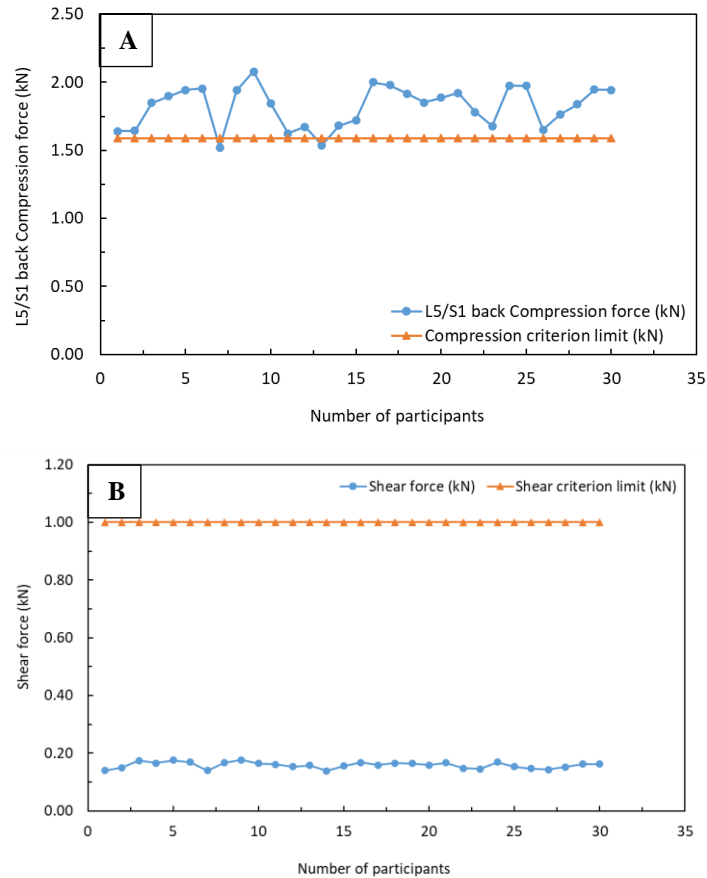 A
L5/S1 back Compression force (kN)
2.50
2.00
1.50
1.00
0.50
0.00
L5/S1 back Compression force (kN)
Compression criterion limit (kN)
0 5 10 15 20 25 30 35
Number of participants
B
Shear force (kN)
1.20
1.00
0.80
0.60
0.40
0.20
0.00
Shear force (kN) Shear criterion limit (kN)
0 5 10 15 20 25 30 35
Number of participants